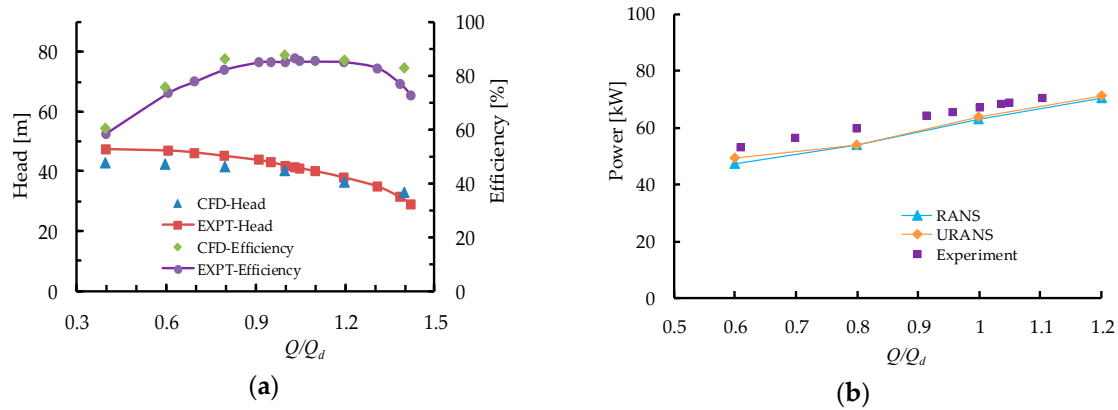 100
80
60
40
20
0
Head [m]
100
80
60
40
20
0
Efficiency [%]
CFD-Head
EXPT-Head
CFD-Efficiency
EXPT-Efficiency
0.3 0.6 0.9 1.2 1.5
Q/Qd
(a)
100
80
60
40
20
0
Power [kW]
RANS
URANS
Experiment
0.5 0.6 0.7 0.8 0.9 1 1.1 1.2
Q/Qd
(b)